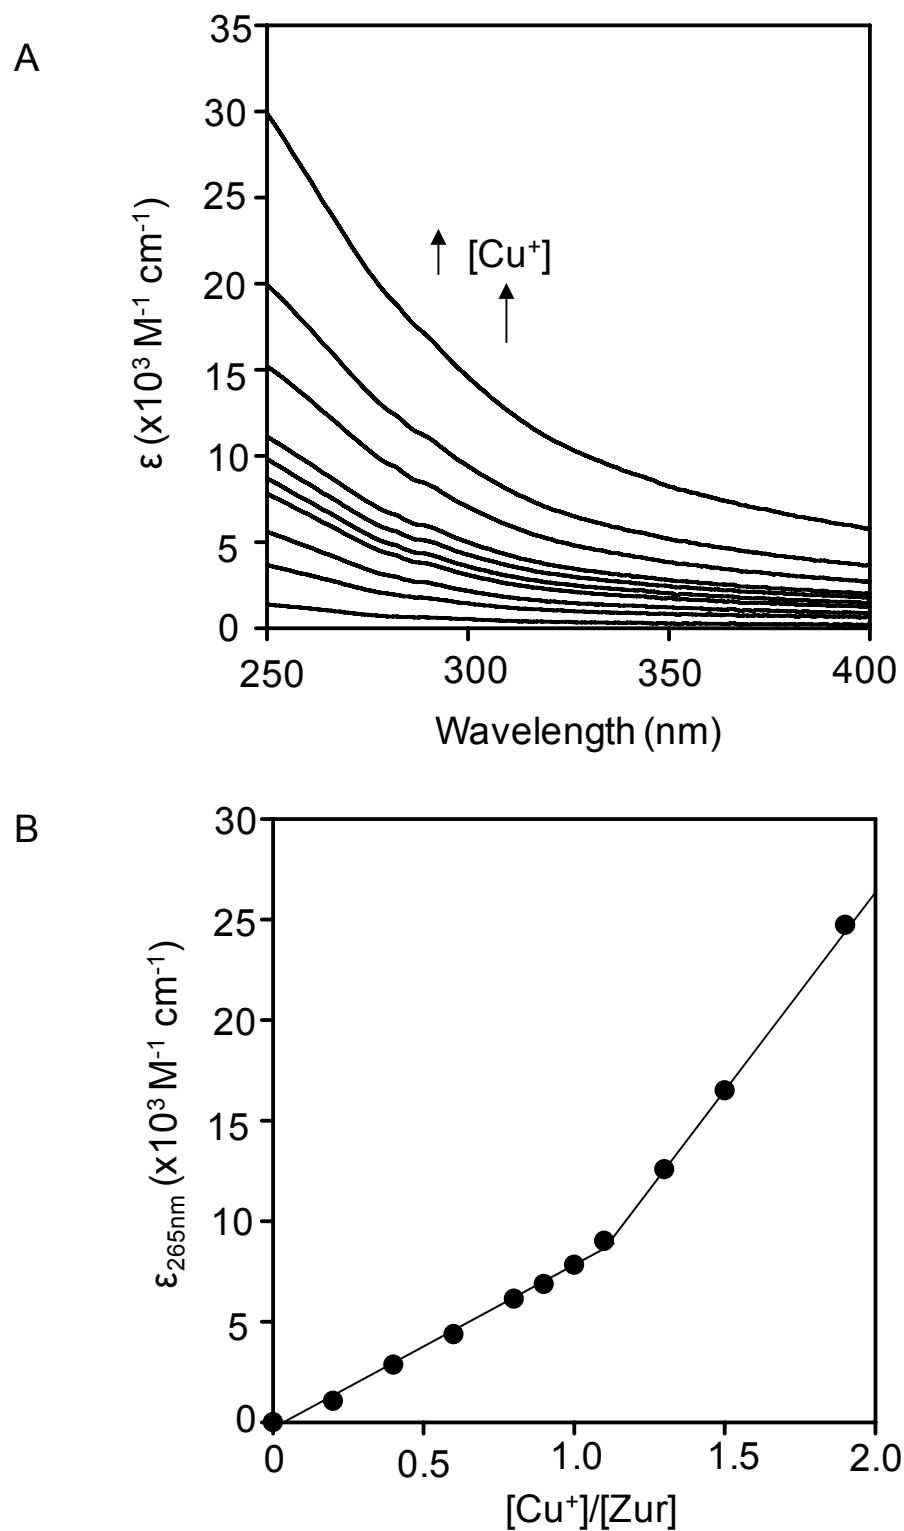 A
35
30
25
20
15
10
5
0
ε (x10³ M⁻¹ cm⁻¹)
[Cu⁺]
250 300 350 400
Wavelength (nm)
B
30
25
20
15
10
5
0
ε₂₆₅ₙₘ (x10³ M⁻¹ cm⁻¹)
0 0.5 1.0 1.5 2.0
[Cu⁺]/[Zur]